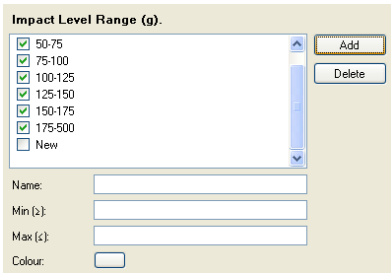 Impact Level Range (g).
50-75
75-100
100-125
125-150
150-175
175-500
New
Add
Delete
Name:
Min (≥):
Max (≤):
Colour: